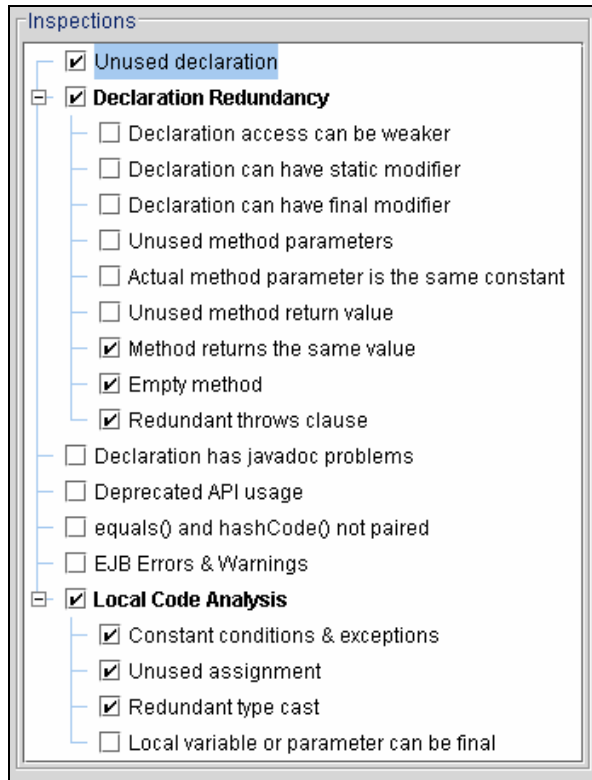 Inspections
Unused declaration
Declaration Redundancy
Declaration access can be weaker
Declaration can have static modifier
Declaration can have final modifier
Unused method parameters
Actual method parameter is the same constant
Unused method return value
Method returns the same value
Empty method
Redundant throws clause
Declaration has javadoc problems
Deprecated API usage
equals() and hashCode() not paired
EJB Errors & Warnings
Local Code Analysis
Constant conditions & exceptions
Unused assignment
Redundant type cast
Local variable or parameter can be final